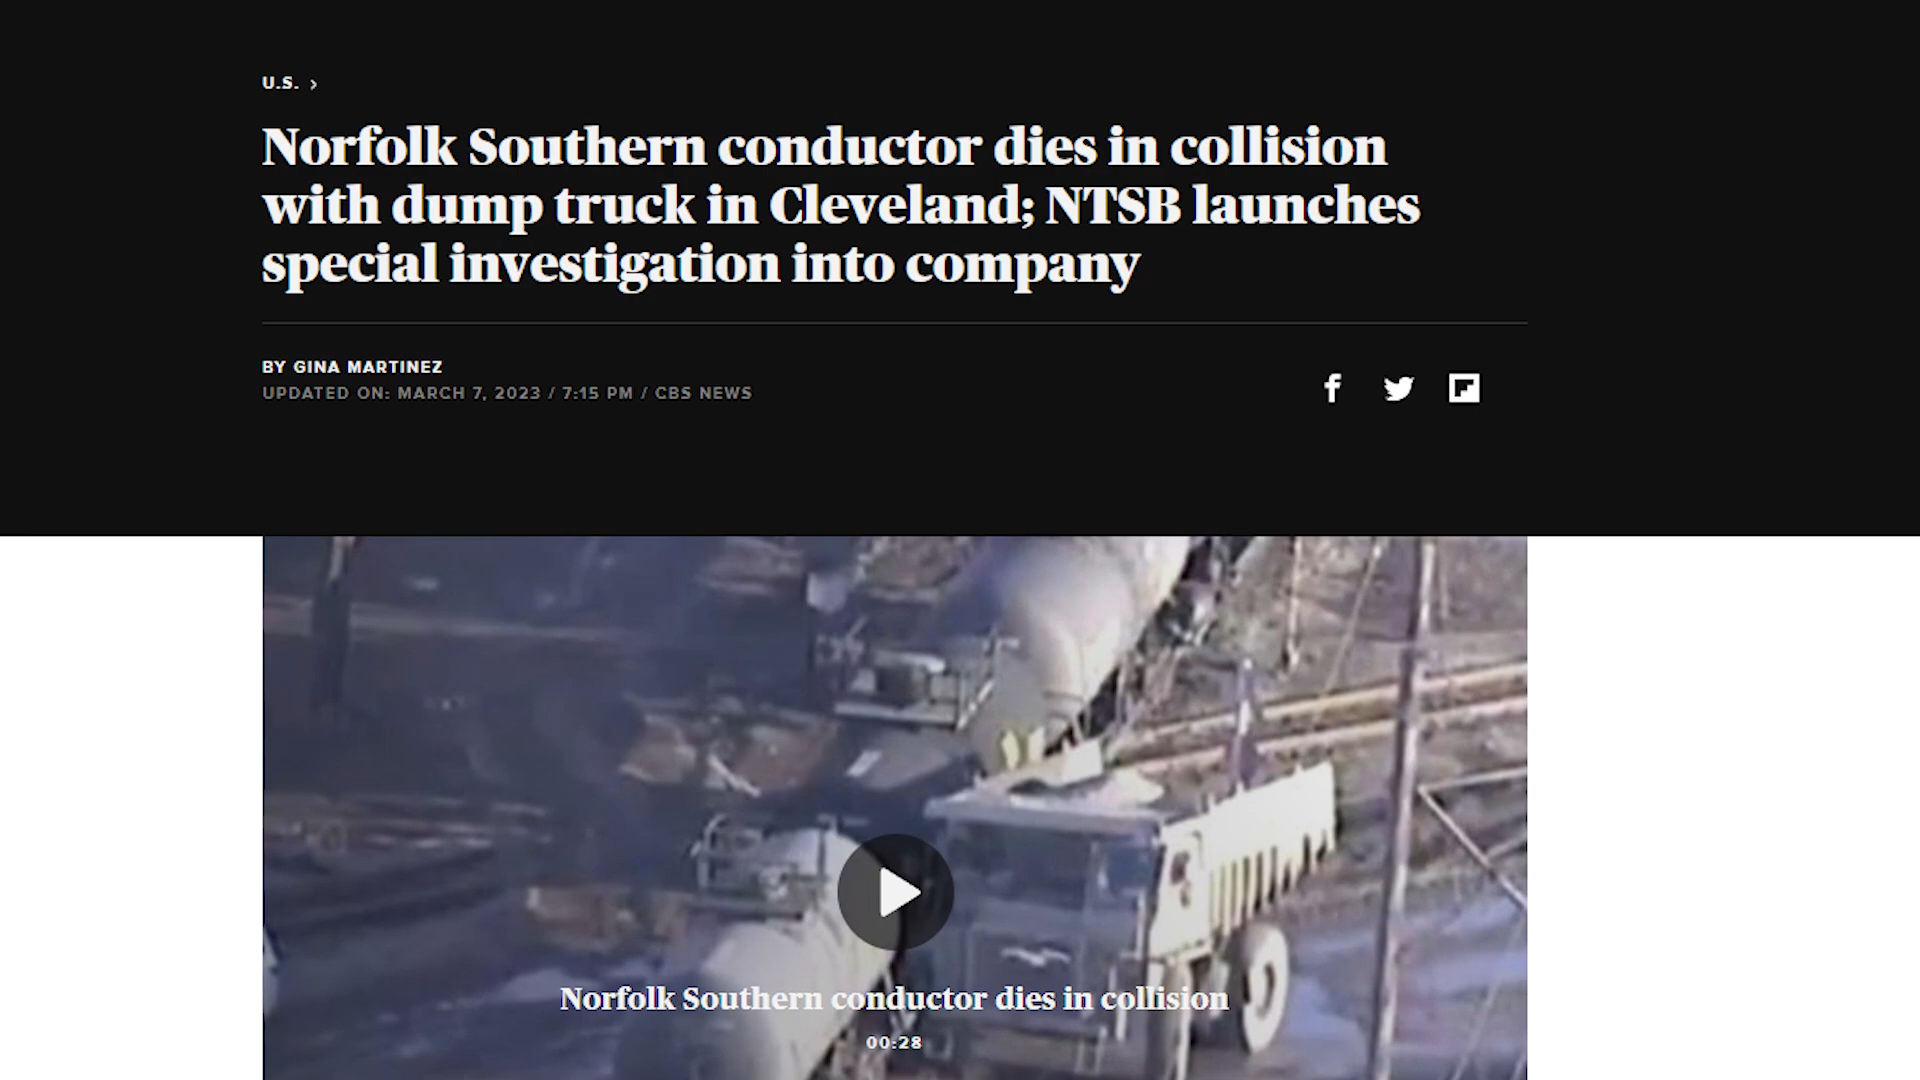 U.S. >
Norfolk Southern conductor dies in collision
with dump truck in Cleveland; NTSB launches
special investigation into company
BY GINA MARTINEZ
UPDATED ON: MARCH 7, 2023 / 7:15 PM / CBS NEWS
Norfolk Southern conductor dies in collision
00:28